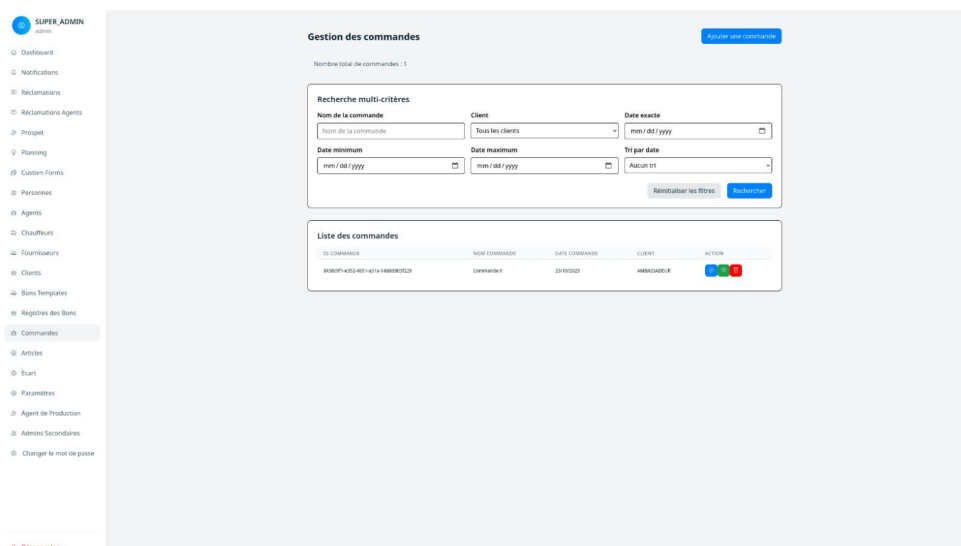 SUPER_ADMIN
admin
Dashboard
Notifications
Réclamations
Réclamations Agents
Prospet
Planning
Custom Forms
Personnes
Agents
Chauffeurs
Fournisseurs
Clients
Bons Templates
Registres des Bons
Commandes
Articles
Ecart
Paramètres
Agent de Production
Admins Secondaires
Changer le mot de passe
Gestion des commandes
Ajouter une commande
Nombre total de commandes : 1
Recherche multi-critères
Nom de la commande Client Date exacte
Nom de la commande Tous les clients mm / dd / yyyy
Date minimum Date maximum Tri par date
mm / dd / yyyy mm / dd / yyyy Aucun tri
Réinitialiser les filtres Rechercher
Liste des commandes
ID COMMANDE NOM COMMANDE DATE COMMANDE CLIENT ACTION
Commande X 23/10/2025 AMBASSADEUR